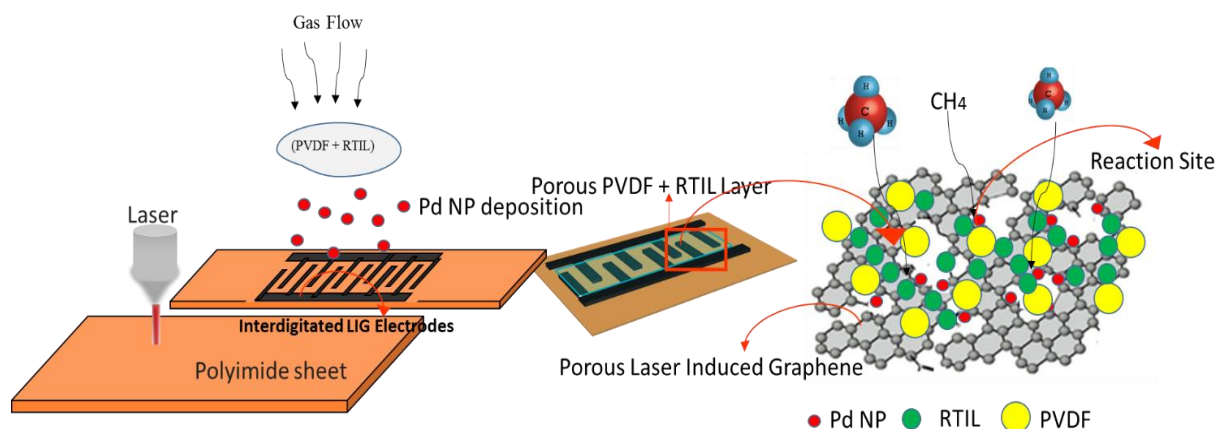 Gas Flow
(PVDF + RTIL)
Pd NP deposition
Laser
Interdigitated LIG Electrodes
Polyimide sheet
Porous PVDF + RTIL Layer
Porous Laser Induced Graphene
H
C
H
H
H
CH4
H
C
H
H
H
Reaction Site
Pd NP
RTIL
PVDF